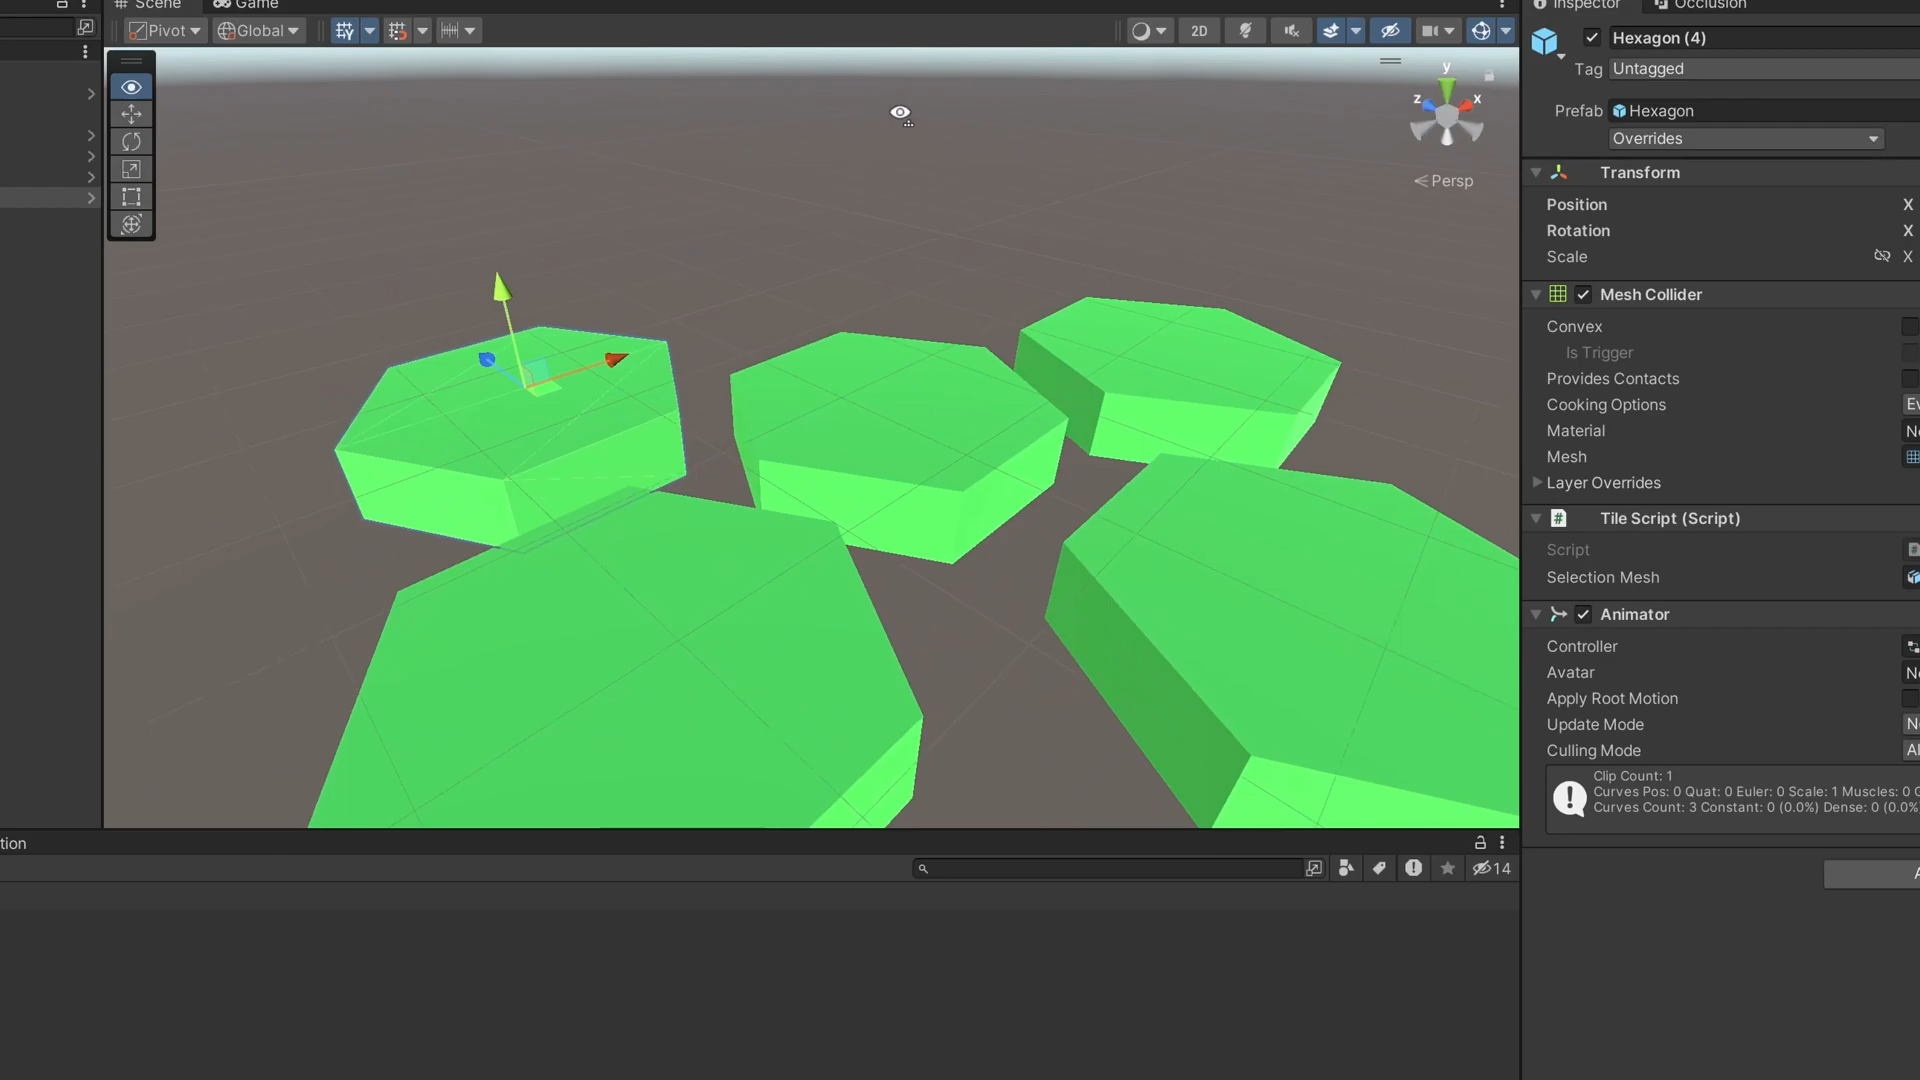 Scene
Game
Inspector
Occlusion
Pivot
Global
2D
Hexagon (4)
Tag
Untagged
y
z
x
Prefab
Hexagon
Overrides
Persp
Transform
Position
X
Rotation
X
Scale
X
Mesh Collider
Convex
Is Trigger
Provides Contacts
Cooking Options
Material
Mesh
Layer Overrides
Tile Script (Script)
Script
Selection Mesh
Animator
Controller
Avatar
Apply Root Motion
Update Mode
Culling Mode
Clip Count: 1
Curves Pos: 0 Quat: 0 Euler: 0 Scale: 1 Muscles: 0
Curves Count: 3 Constant: 0 (0.0%) Dense: 0 (0.0%
tion
14